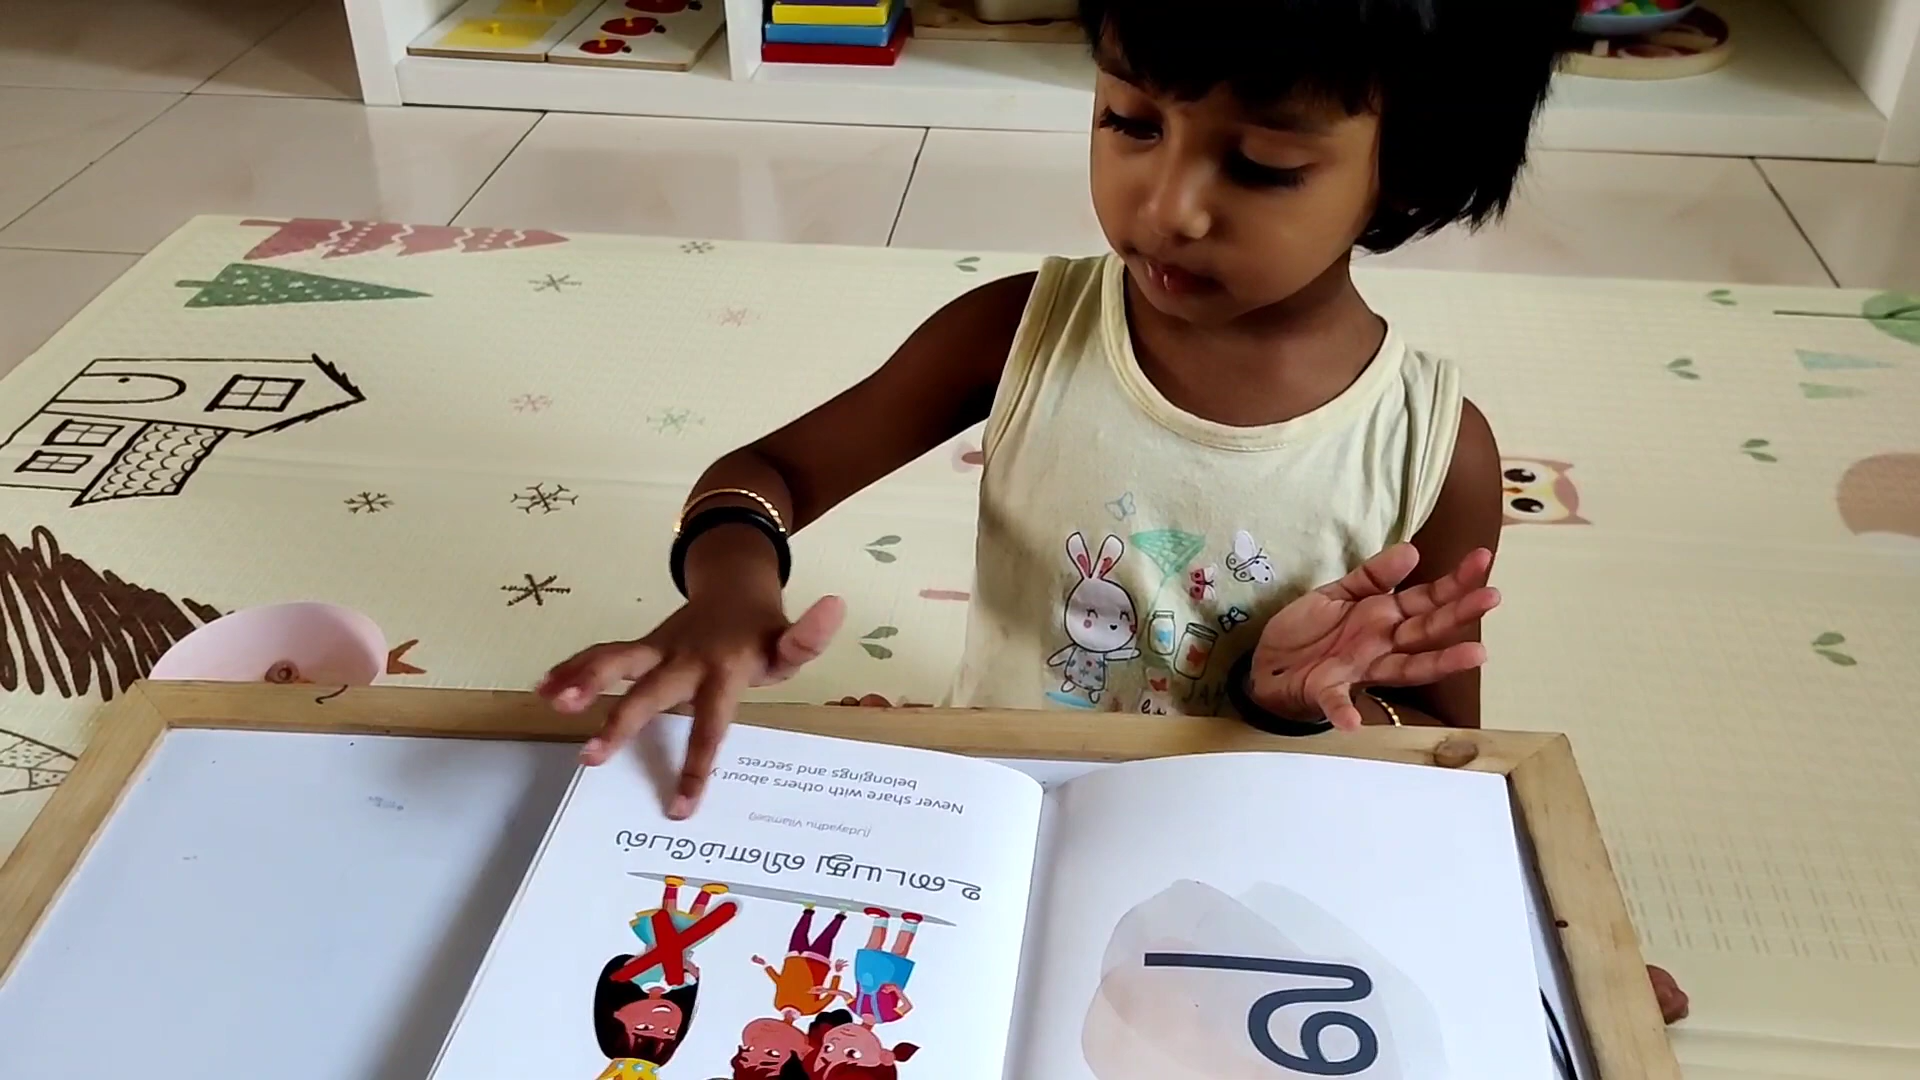 உ
உடையது விளம்பேல்
(Udayadhu Vilambel)
Never share with others about
belongings and secrets